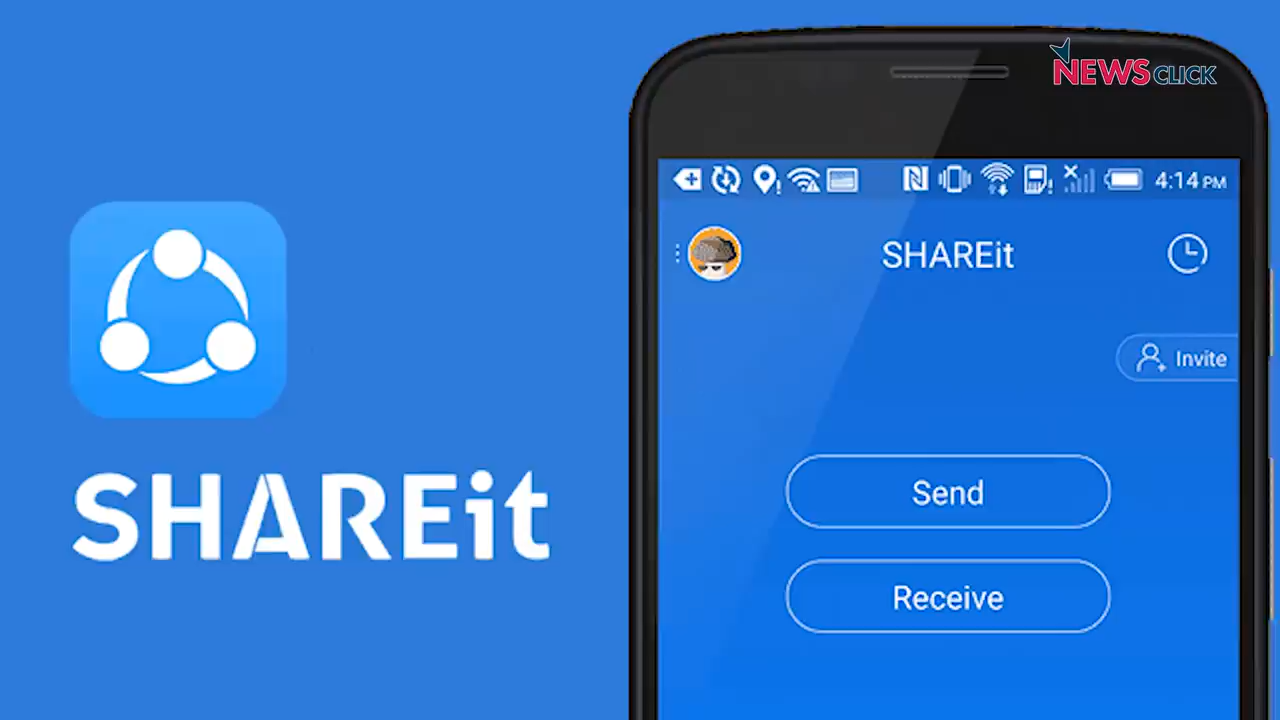 NEWSCLICK
4:14 PM
SHAREit
Invite
Send
Receive
SHAREit